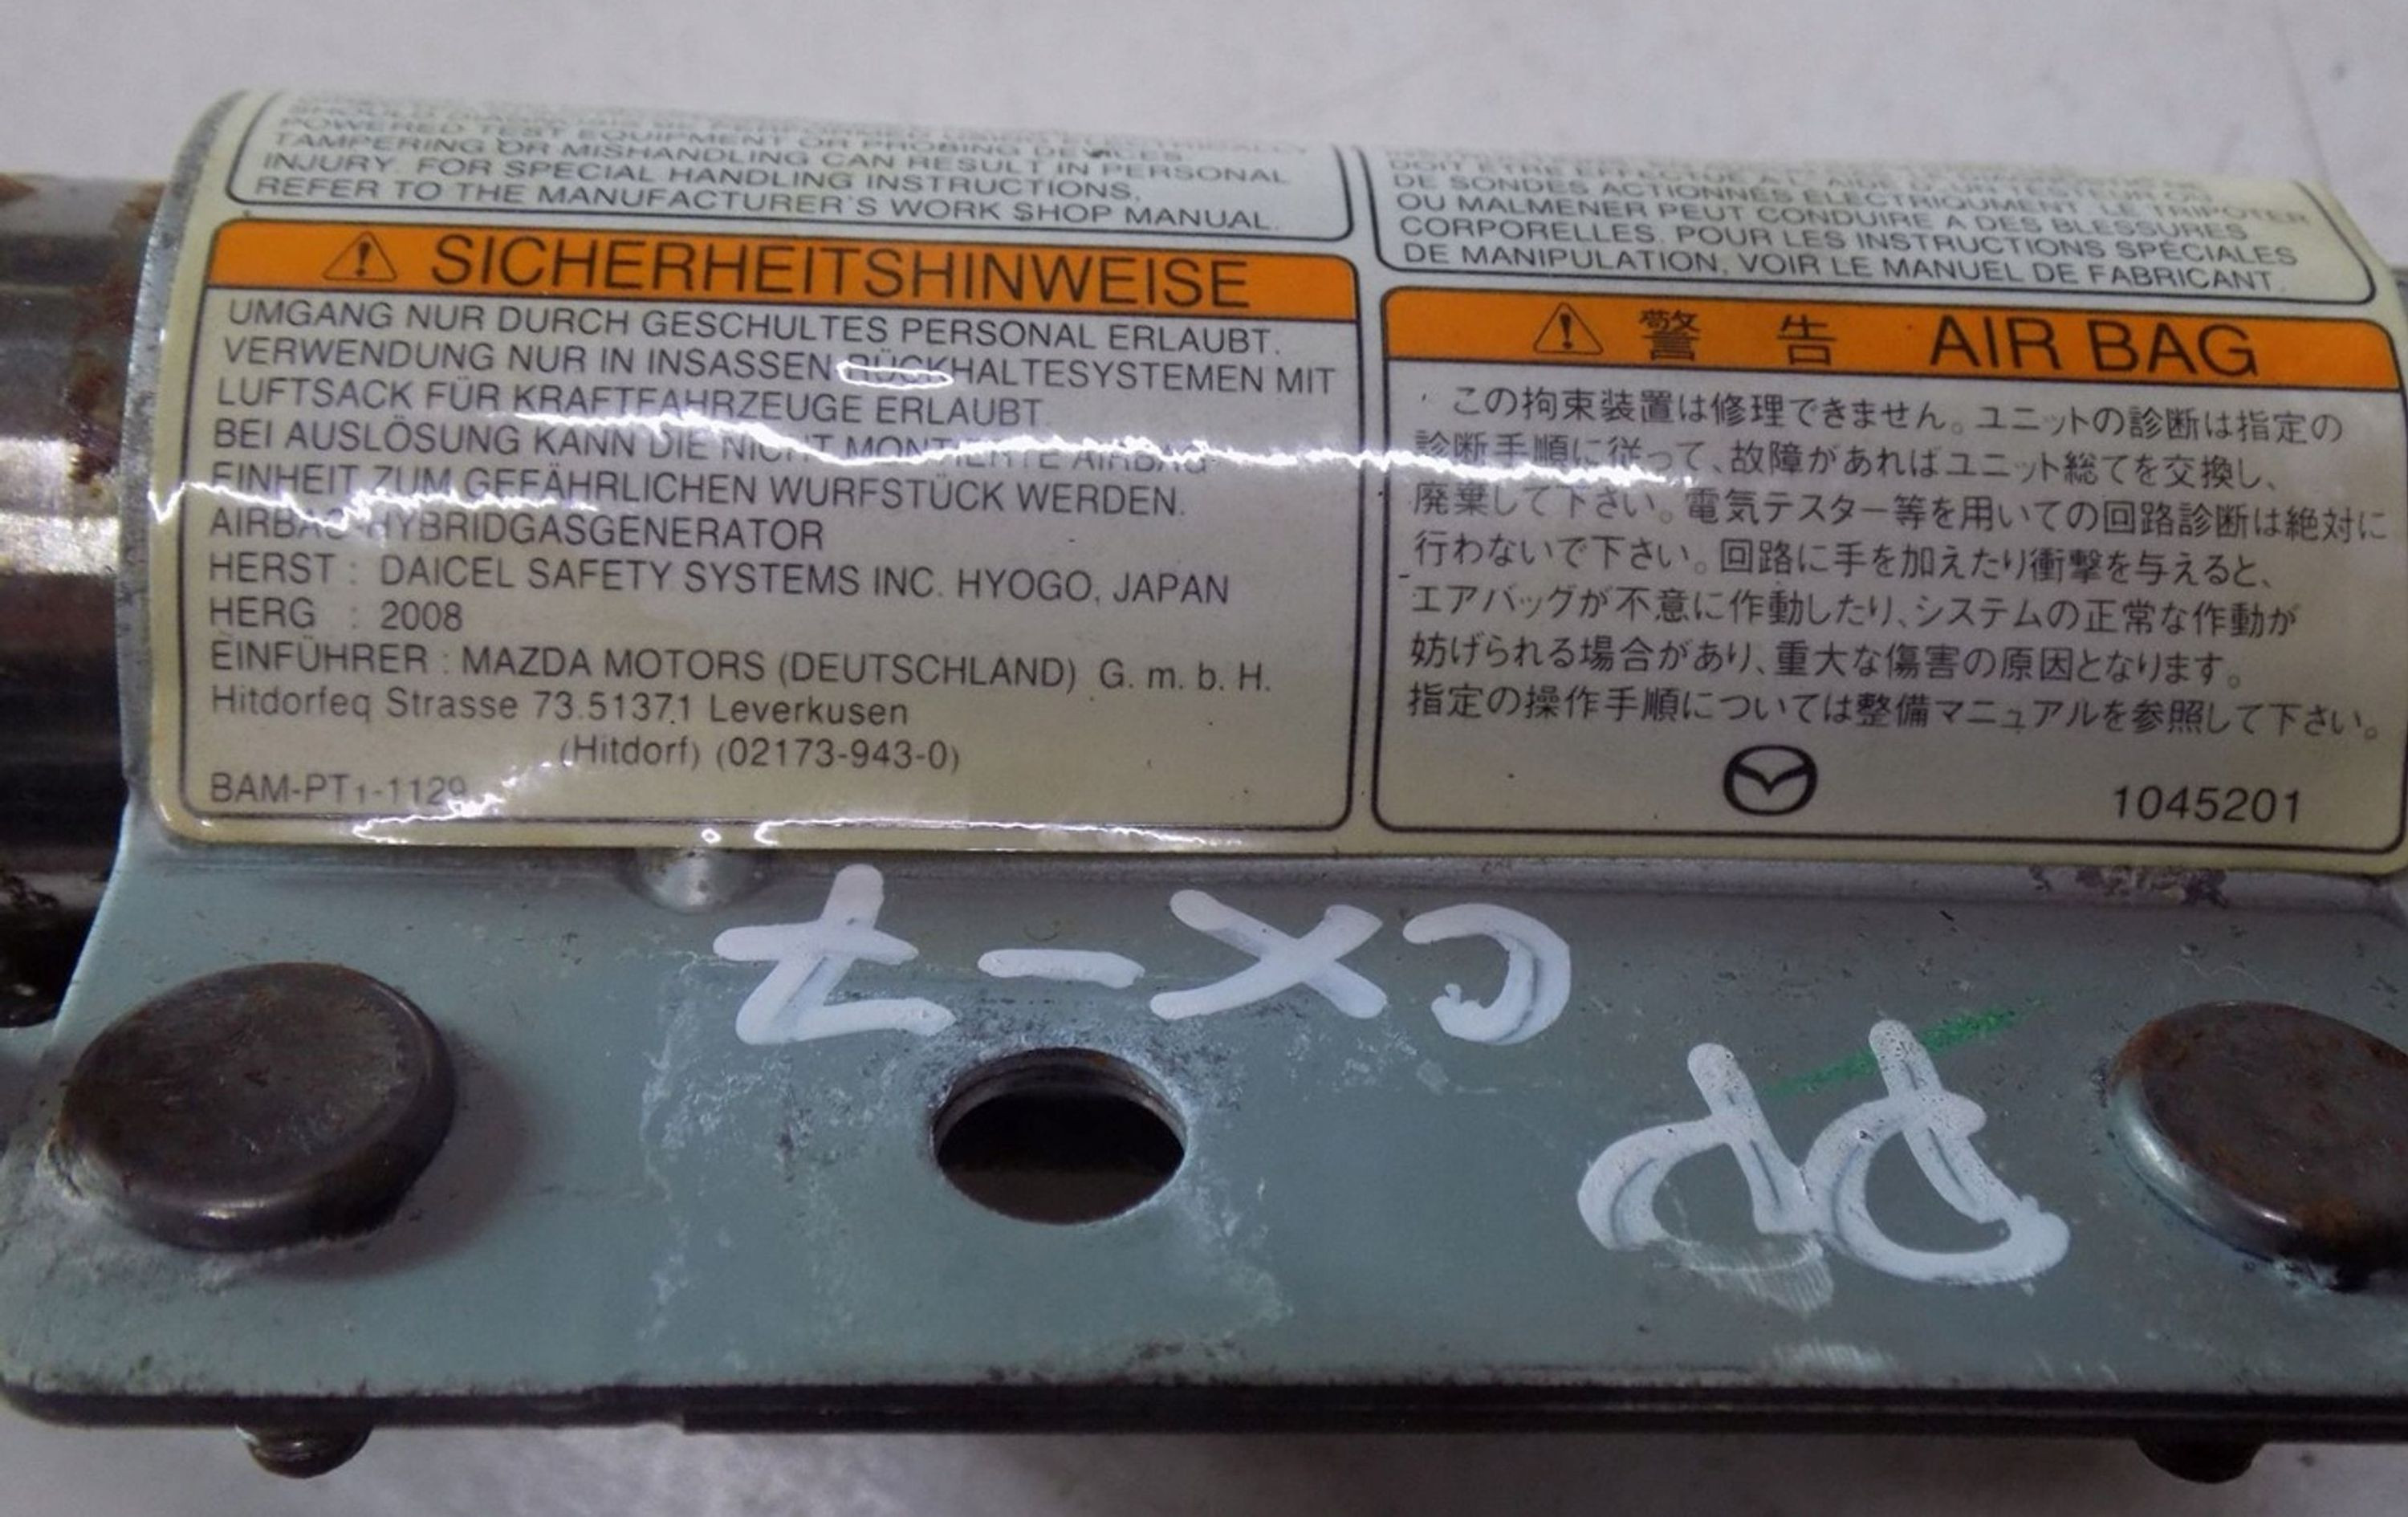 POWERED TEST EQUIPMENT OR PROBING DEVICES.
TAMPERING OR MISHANDLING CAN RESULT IN PERSONAL
INJURY. FOR SPECIAL HANDLING INSTRUCTIONS,
REFER TO THE MANUFACTURER'S WORK SHOP MANUAL.
SICHERHEITSHINWEISE
UMGANG NUR DURCH GESCHULTES PERSONAL ERLAUBT.
VERWENDUNG NUR IN INSASSEN RÜCKHALTESYSTEMEN MIT
LUFTSACK FÜR KRAFTFAHRZEUGE ERLAUBT.
BEI AUSLÖSUNG KANN DIE NICHT MONTIERTE AIRBAG-
EINHEIT ZUM GEFÄHRLICHEN WURFSTÜCK WERDEN.
AIRBAG-HYBRIDGASGENERATOR
HERST : DAICEL SAFETY SYSTEMS INC. HYOGO, JAPAN
HERG : 2008
EINFÜHRER : MAZDA MOTORS (DEUTSCHLAND) G. m. b. H.
Hitdorfeq Strasse 73.51371 Leverkusen
(Hitdorf) (02173-943-0)
BAM-PT1-1129
DE SONDES ACTIONNÉS ÉLECTRIQUMENT. LE TRIPOTER
OU MALMENER PEUT CONDUIRE À DES BLESSURES
CORPORELLES. POUR LES INSTRUCTIONS SPÉCIALES
DE MANIPULATION, VOIR LE MANUEL DE FABRICANT.
警 告 AIR BAG
この拘束装置は修理できません。ユニットの診断は指定の
診断手順に従って、故障があればユニット総てを交換し、
廃棄して下さい。電気テスター等を用いての回路診断は絶対に
行わないで下さい。回路に手を加えたり衝撃を与えると、
エアバッグが不意に作動したり、システムの正常な作動が
妨げられる場合があり、重大な傷害の原因となります。
指定の操作手順については整備マニュアルを参照して下さい。
1045201
CX-7